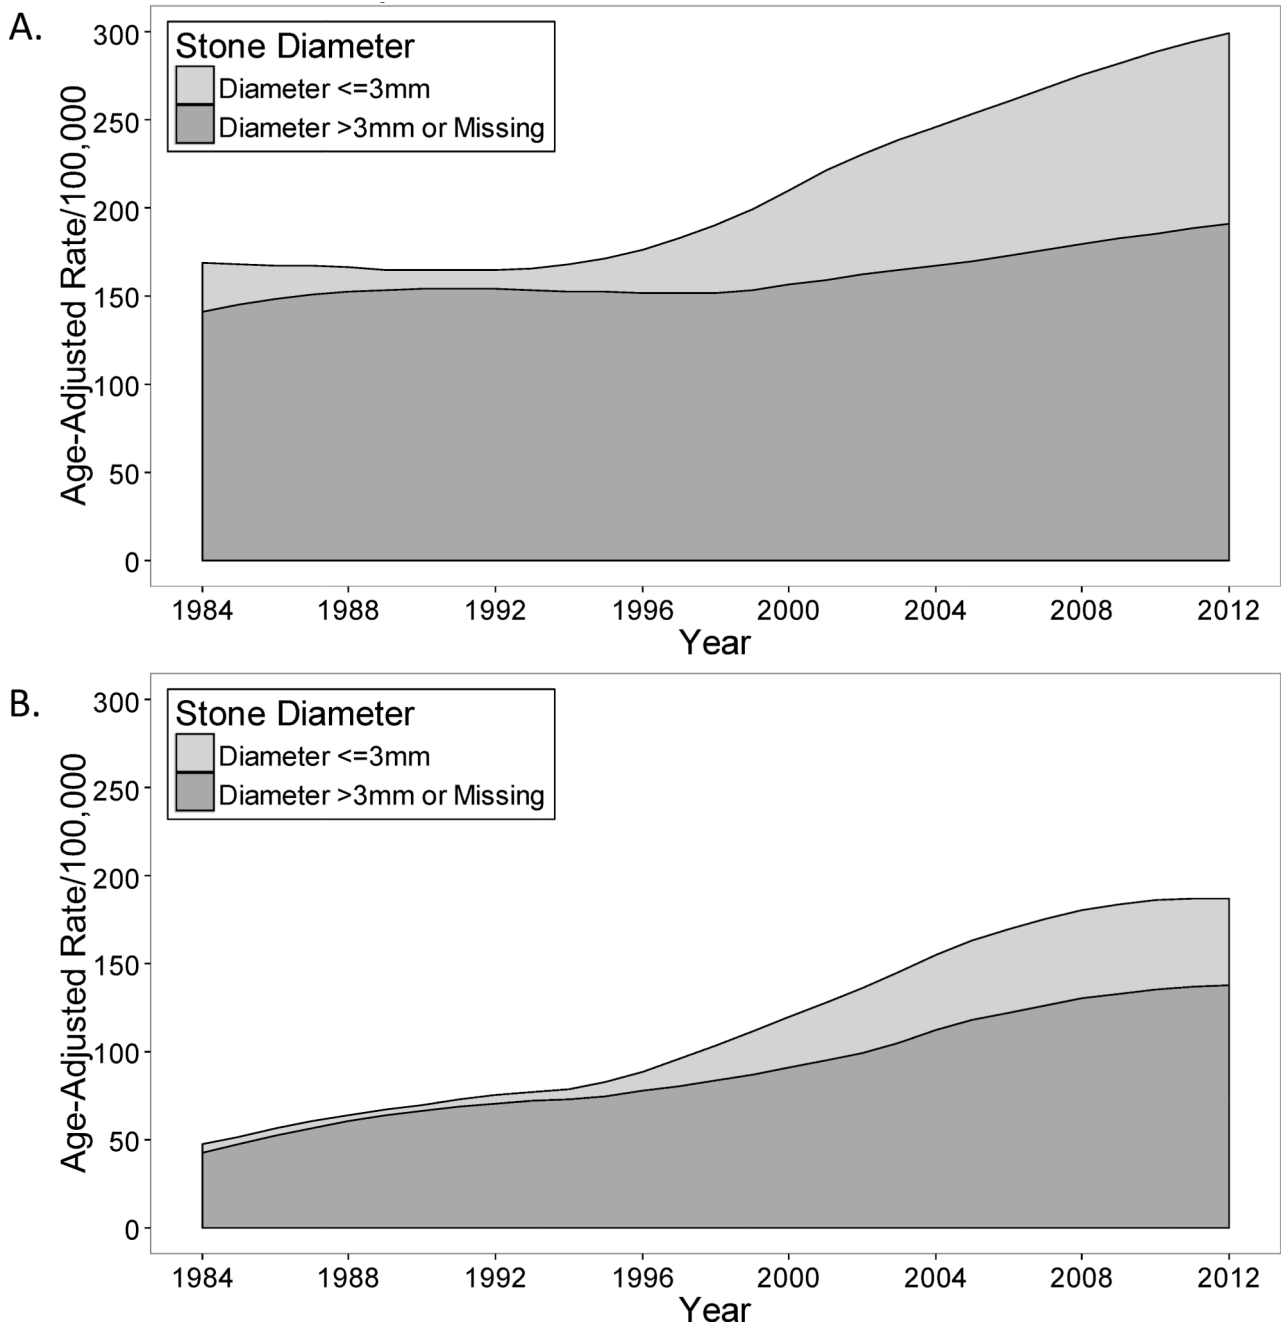 A.
Stone Diameter
Diameter <=3mm
Diameter >3mm or Missing
Age-Adjusted Rate/100,000
300
250
200
150
100
50
0
1984 1988 1992 1996 2000 2004 2008 2012
Year
B.
Stone Diameter
Diameter <=3mm
Diameter >3mm or Missing
Age-Adjusted Rate/100,000
300
250
200
150
100
50
0
1984 1988 1992 1996 2000 2004 2008 2012
Year